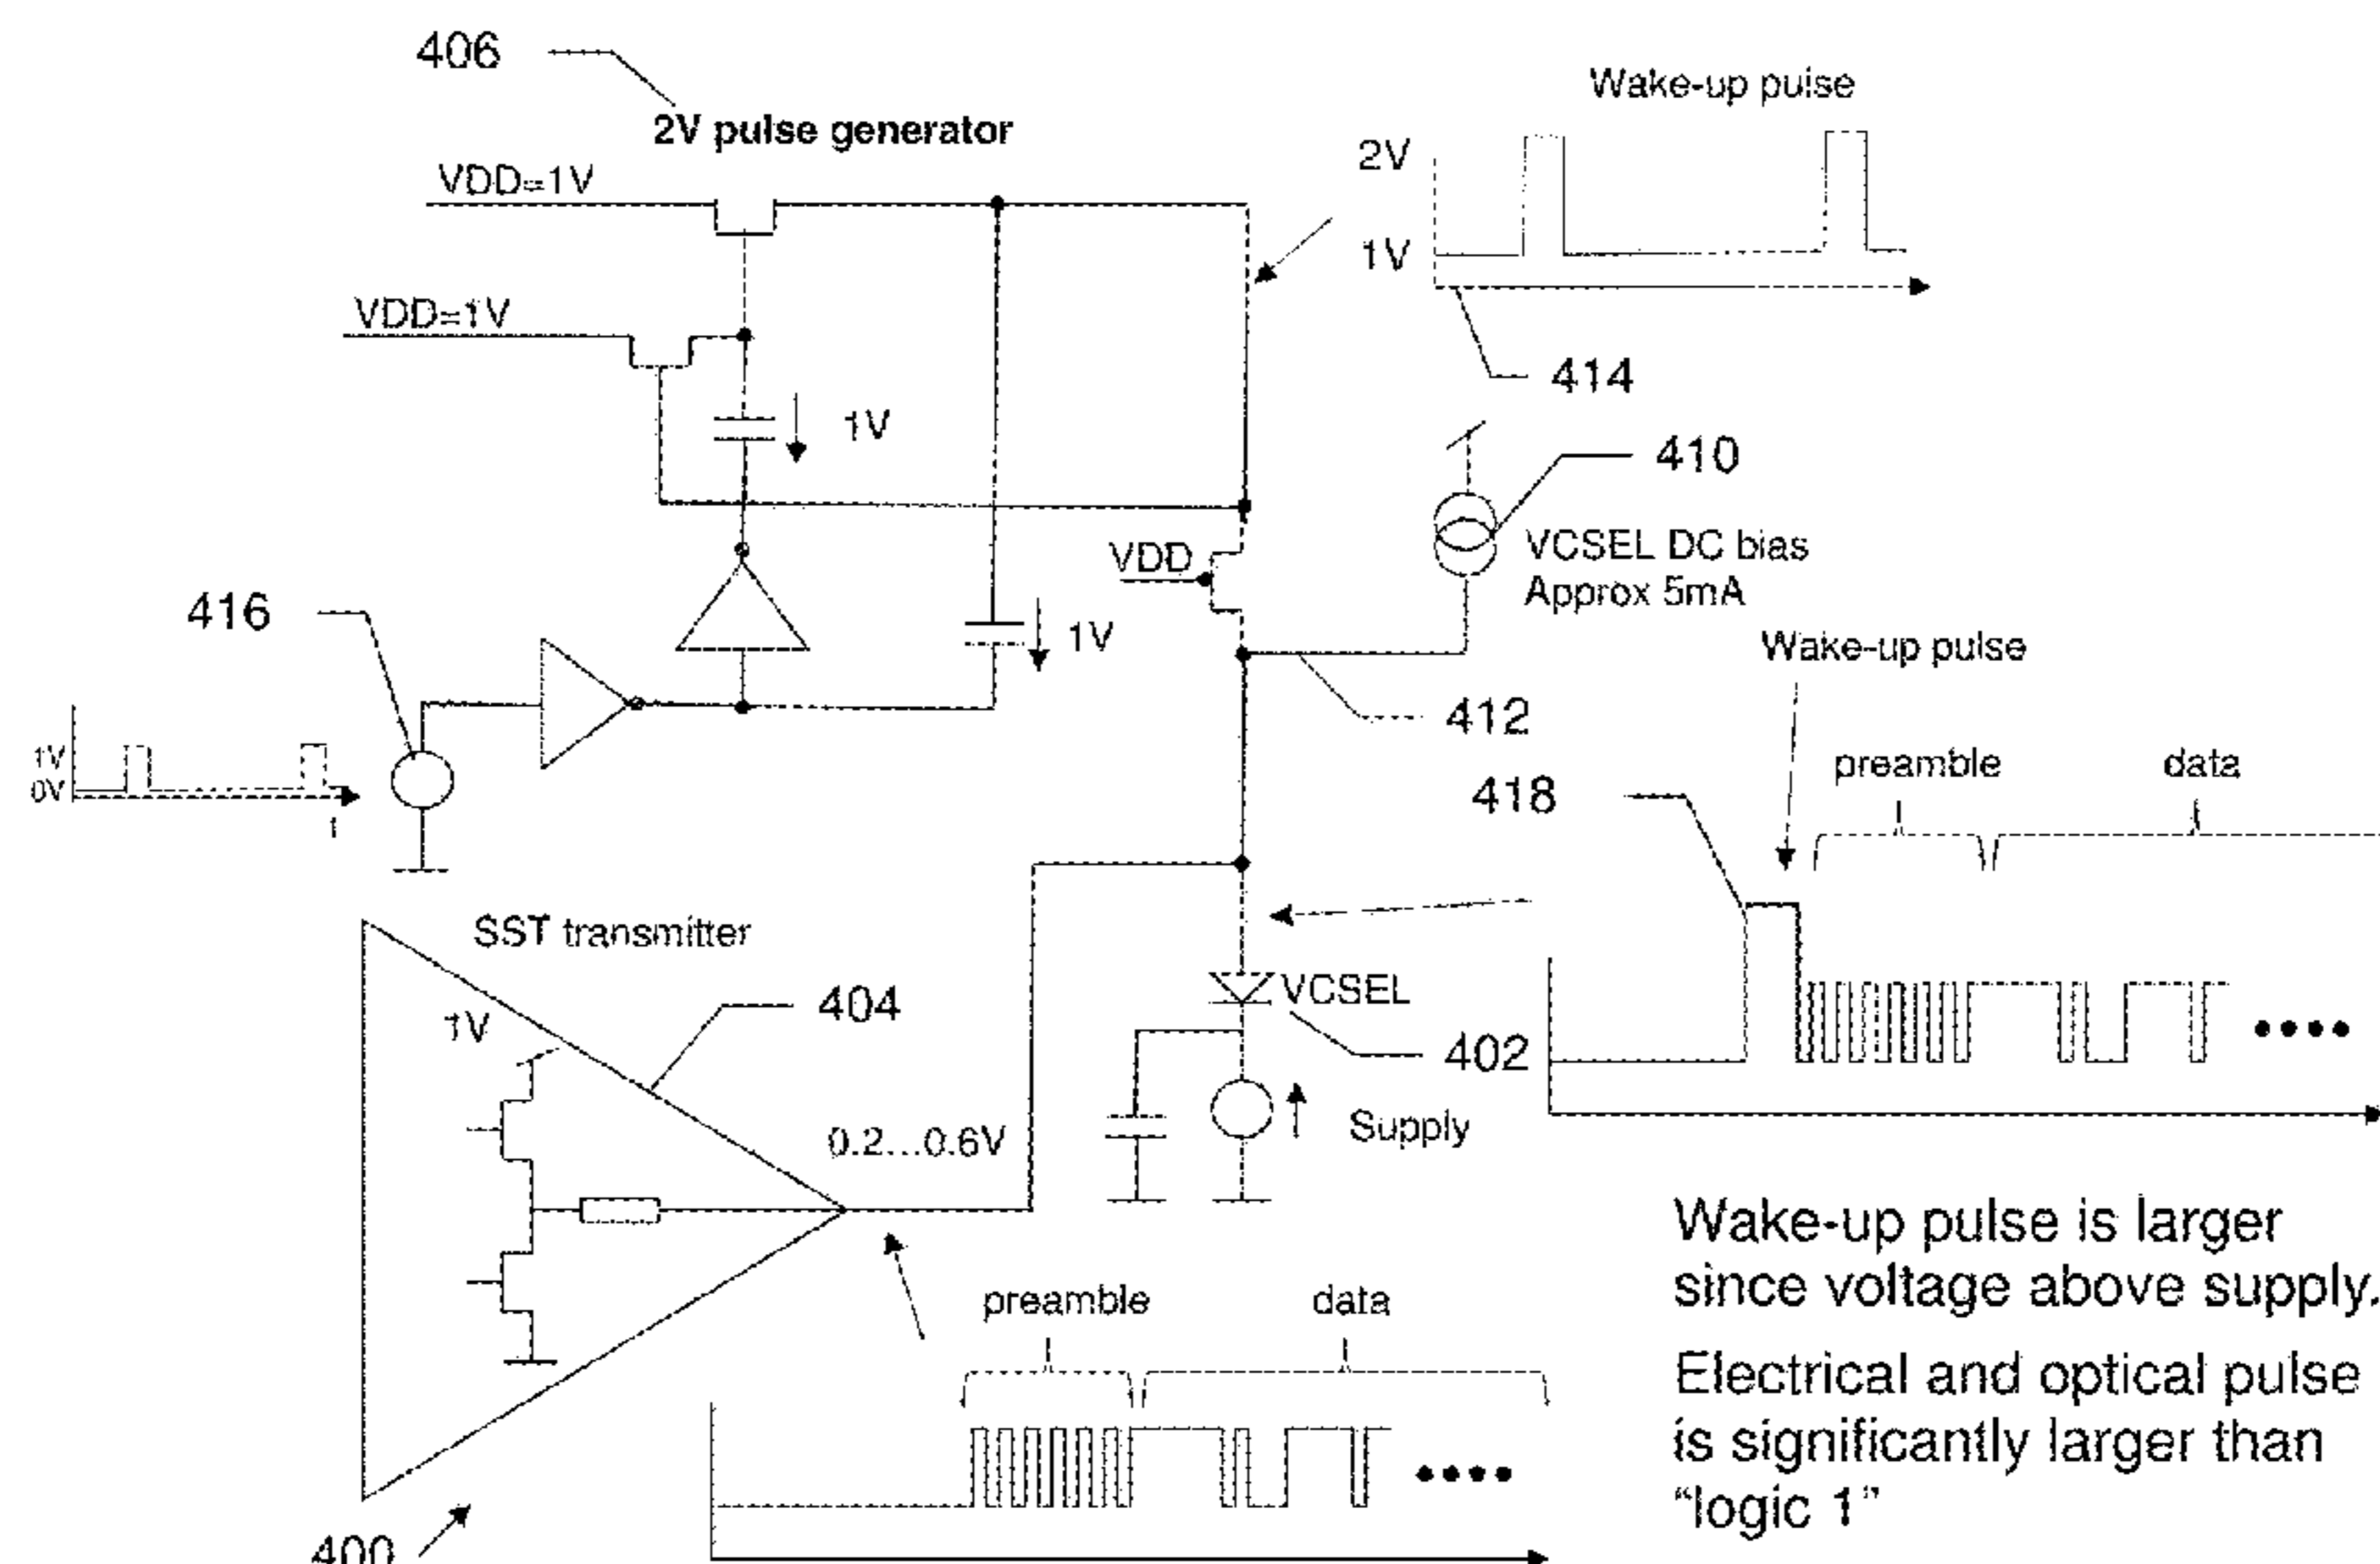 406
2V pulse generator
Wake-up pulse
2V
1V
414
VDD=1V
VDD=1V
1V
410
VCSEL DC bias
Approx 5mA
VDD
1V
416
412
Wake-up pulse
preamble
data
418
1V
0V
t
SST transmitter
1V
404
0.2...0.6V
VCSEL
402
Supply
preamble
data
400
Wake-up pulse is larger
since voltage above supply.
Electrical and optical pulse
is significantly larger than
“logic 1”